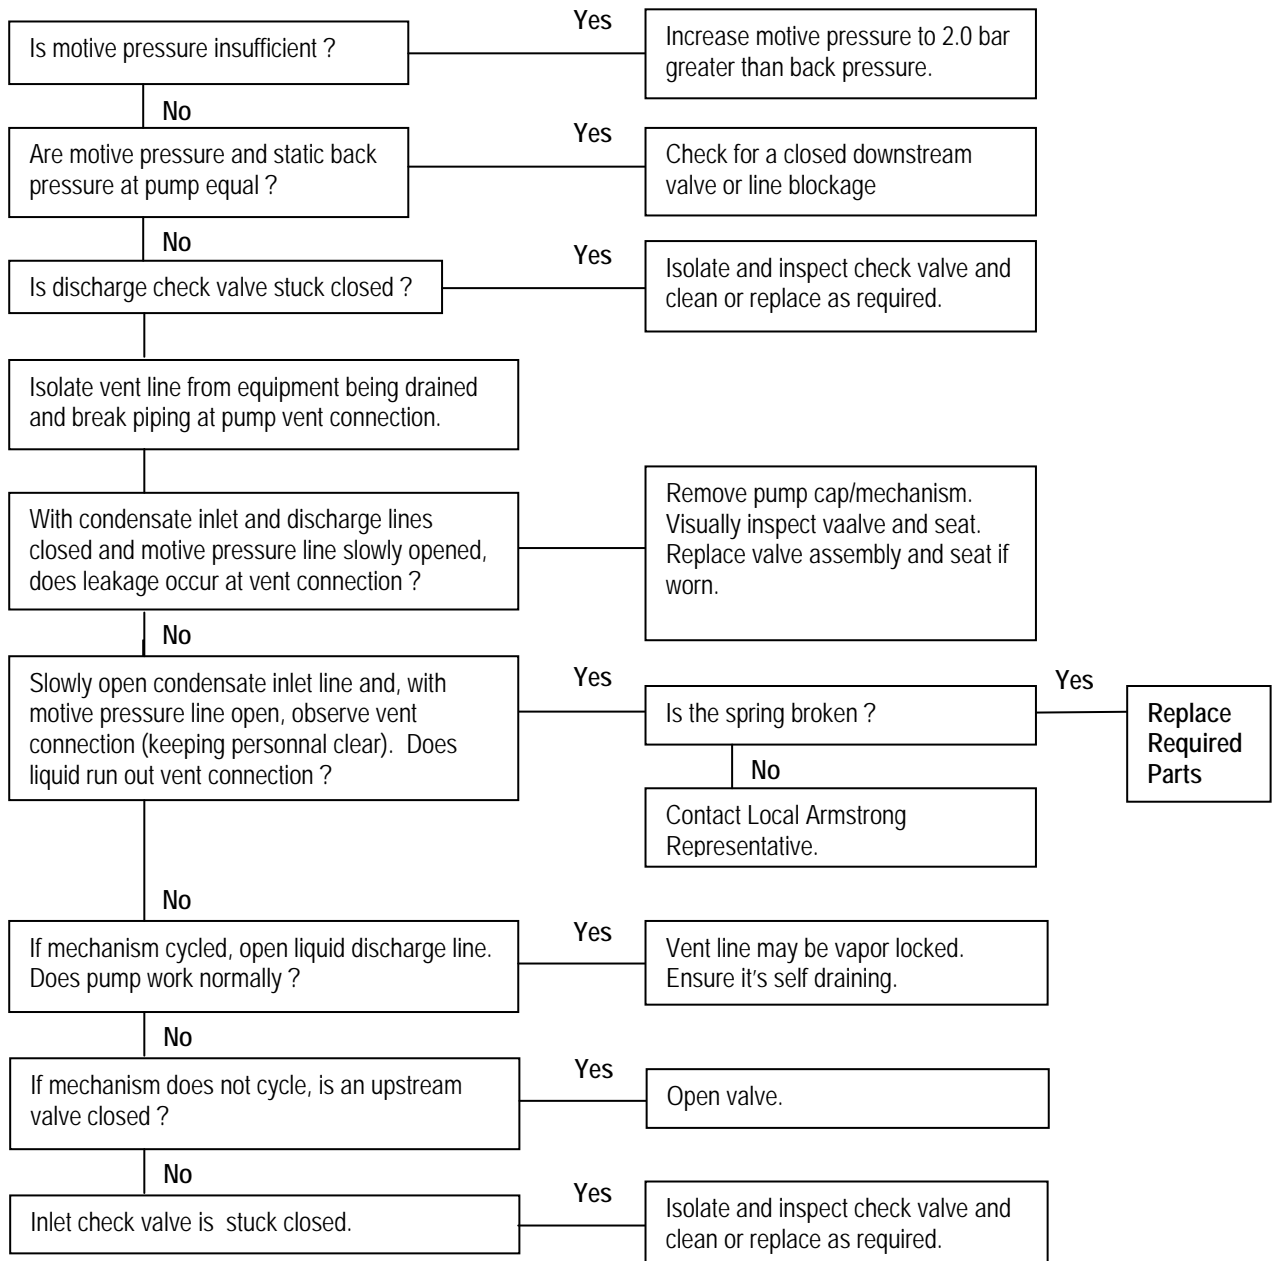 Yes
Is motive pressure insufficient ?
Increase motive pressure to 2.0 bar
greater than back pressure.
No
Yes
Are motive pressure and static back
pressure at pump equal ?
Check for a closed downstream
valve or line blockage
No
Yes
Is discharge check valve stuck closed ?
Isolate and inspect check valve and
clean or replace as required.
Isolate vent line from equipment being drained
and break piping at pump vent connection.
With condensate inlet and discharge lines
closed and motive pressure line slowly opened,
does leakage occur at vent connection ?
Remove pump cap/mechanism.
Visually inspect vaalve and seat.
Replace valve assembly and seat if
worn.
No
Slowly open condensate inlet line and, with
motive pressure line open, observe vent
connection (keeping personnal clear). Does
liquid run out vent connection ?
Yes
Is the spring broken ?
Yes
Replace
Required
Parts
No
Contact Local Armstrong
Representative.
No
If mechanism cycled, open liquid discharge line.
Does pump work normally ?
Yes
Vent line may be vapor locked.
Ensure it's self draining.
No
If mechanism does not cycle, is an upstream
valve closed ?
Yes
Open valve.
No
Inlet check valve is stuck closed.
Yes
Isolate and inspect check valve and
clean or replace as required.